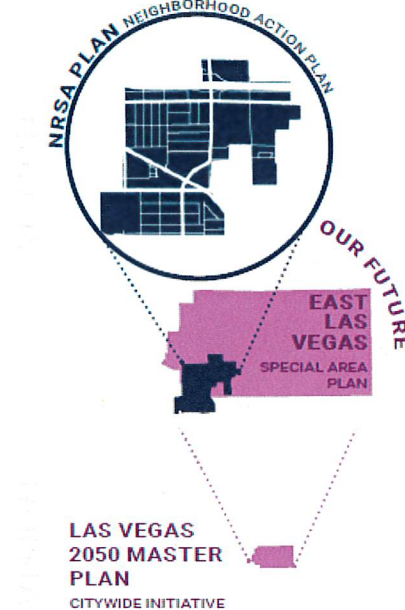 NRSA PLAN NEIGHBORHOOD ACTION PLAN
OUR FUTURE
EAST
LAS
VEGAS
SPECIAL AREA
PLAN
LAS VEGAS
2050 MASTER
PLAN
CITYWIDE INITIATIVE